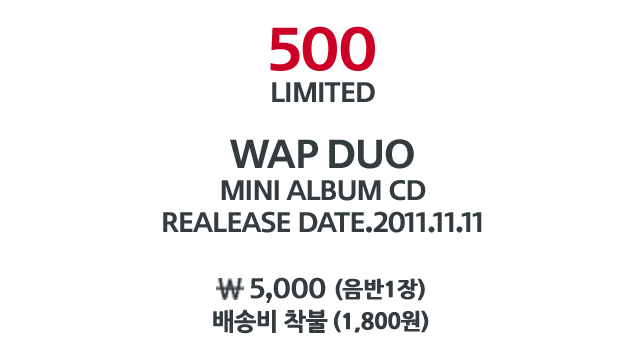 500
LIMITED
WAP DUO
MINI ALBUM CD
REALEASE DATE.2011.11.11
₩ 5,000 (음반1장)
배송비 착불 (1,800원)